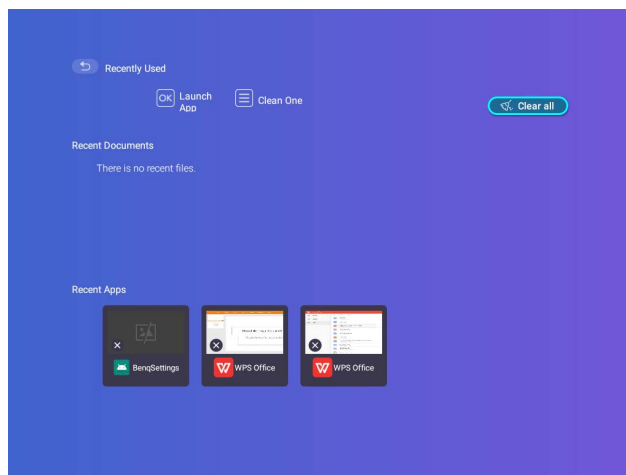 Recently Used
OK Launch App
Clean One
Clear all
Recent Documents
There is no recent files.
Recent Apps
BenqSettings
WPS Office
WPS Office